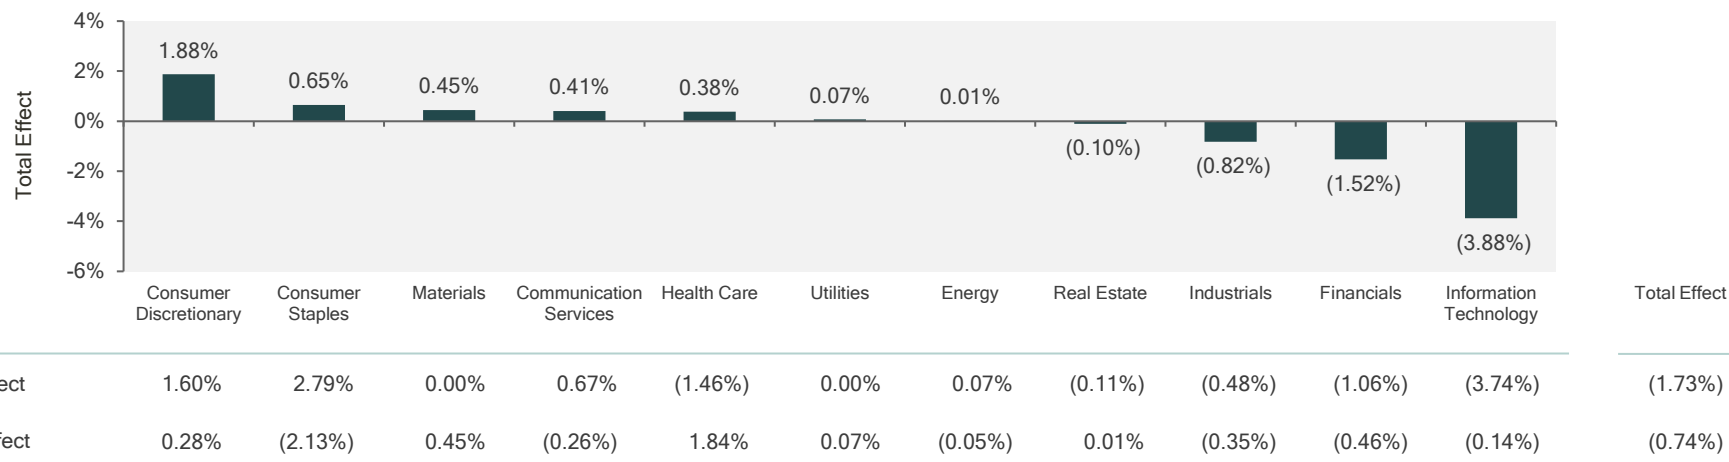 4%
2%
0%
-2%
-4%
-6%
Total Effect
1.88%
0.65%
0.45%
0.41%
0.38%
0.07%
0.01%
(0.10%)
(0.82%)
(1.52%)
(3.88%)
Consumer Discretionary
Consumer Staples
Materials
Communication Services
Health Care
Utilities
Energy
Real Estate
Industrials
Financials
Information Technology
Total Effect
1.60% 2.79% 0.00% 0.67% (1.46%) 0.00% 0.07% (0.11%) (0.48%) (1.06%) (3.74%) (1.73%)
0.28% (2.13%) 0.45% (0.26%) 1.84% 0.07% (0.05%) 0.01% (0.35%) (0.46%) (0.14%) (0.74%)